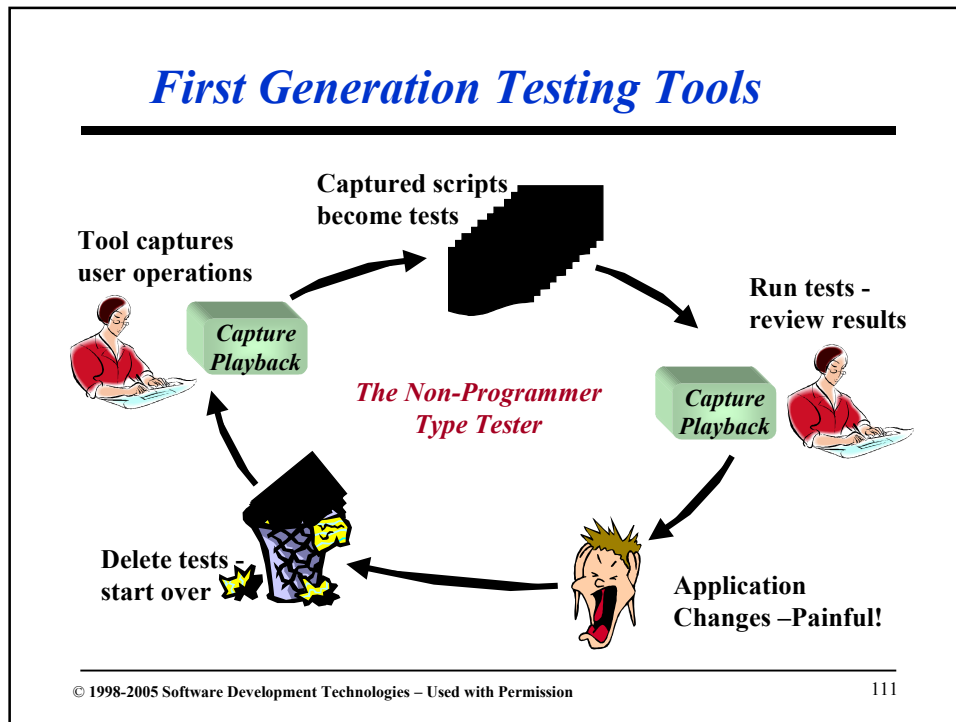 First Generation Testing Tools
Captured scripts
become tests
Tool captures
user operations
Capture
Playback
Run tests -
review results
Capture
Playback
The Non-Programmer
Type Tester
Delete tests -
start over
Application
Changes –Painful!
© 1998-2005 Software Development Technologies – Used with Permission
111